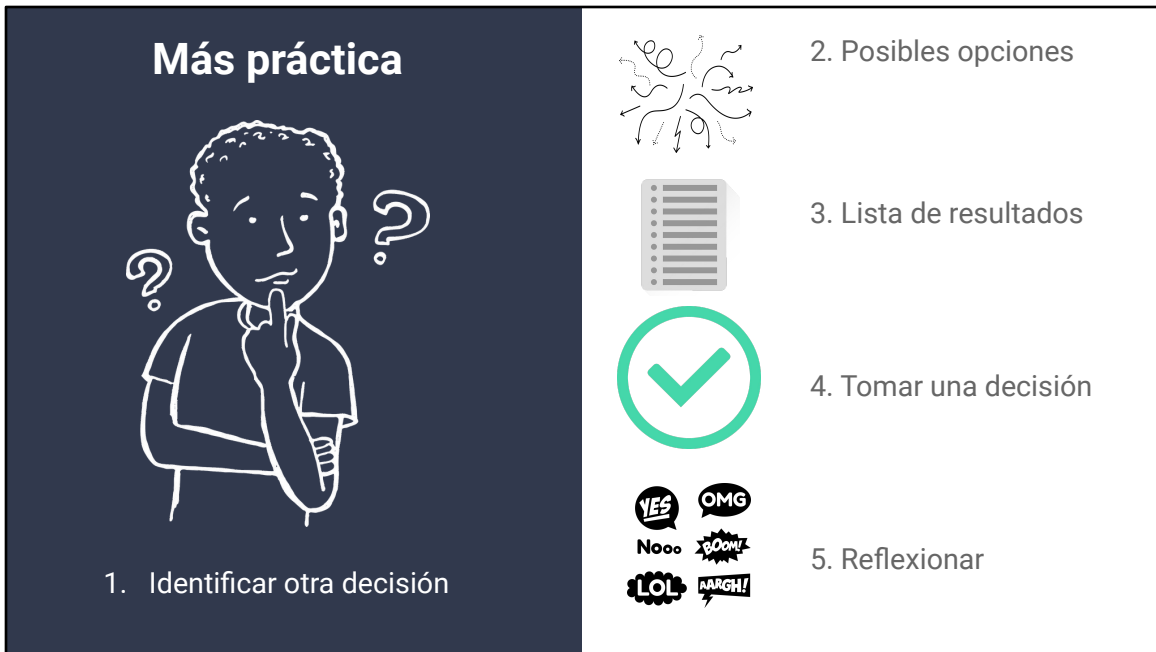 Más práctica
1. Identificar otra decisión
2. Posibles opciones
3. Lista de resultados
4. Tomar una decisión
YES
OMG
Nooo
BOOM!
LOL
AARGH!
5. Reflexionar